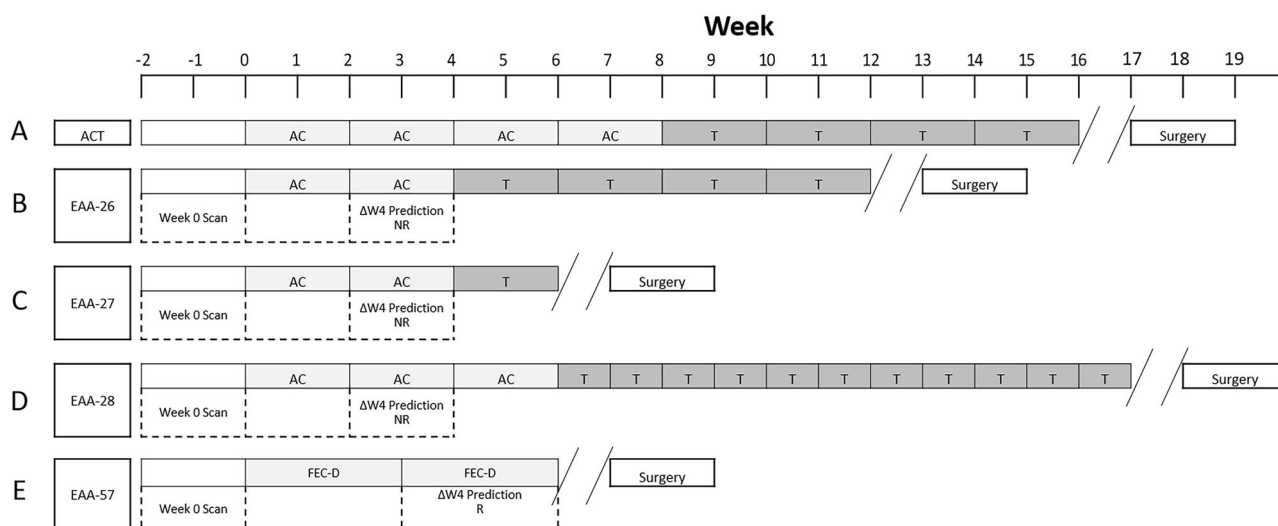 Week
-2 -1 0 1 2 3 4 5 6 7 8 9 10 11 12 13 14 15 16 17 18 19
A ACT AC AC AC AC T T T T Surgery
B EAA-26 AC AC T T T T Surgery
Week 0 Scan ΔW4 Prediction
NR
C EAA-27 AC AC T Surgery
Week 0 Scan ΔW4 Prediction
NR
D EAA-28 AC AC AC T T T T T T T T T T T Surgery
Week 0 Scan ΔW4 Prediction
NR
E EAA-57 FEC-D FEC-D Surgery
Week 0 Scan ΔW4 Prediction
R